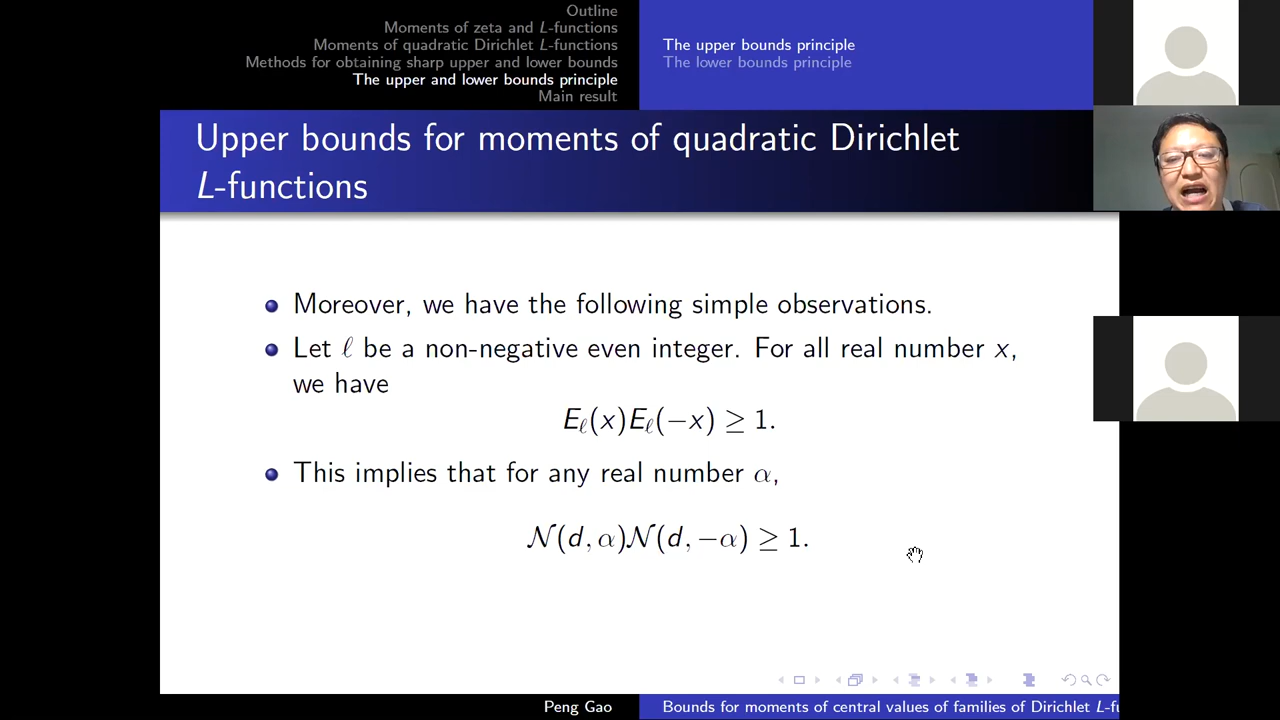 Outline
Moments of zeta and L-functions
Moments of quadratic Dirichlet L-functions
Methods for obtaining sharp upper and lower bounds
The upper and lower bounds principle
Main result
The upper bounds principle
The lower bounds principle
Upper bounds for moments of quadratic Dirichlet
L-functions
Moreover, we have the following simple observations.
Let ℓ be a non-negative even integer. For all real number x,
we have
E_ℓ(x)E_ℓ(−x) ≥ 1.
This implies that for any real number α,
𝒩(d, α)𝒩(d, −α) ≥ 1.
Peng Gao
Bounds for moments of central values of families of Dirichlet L-fu